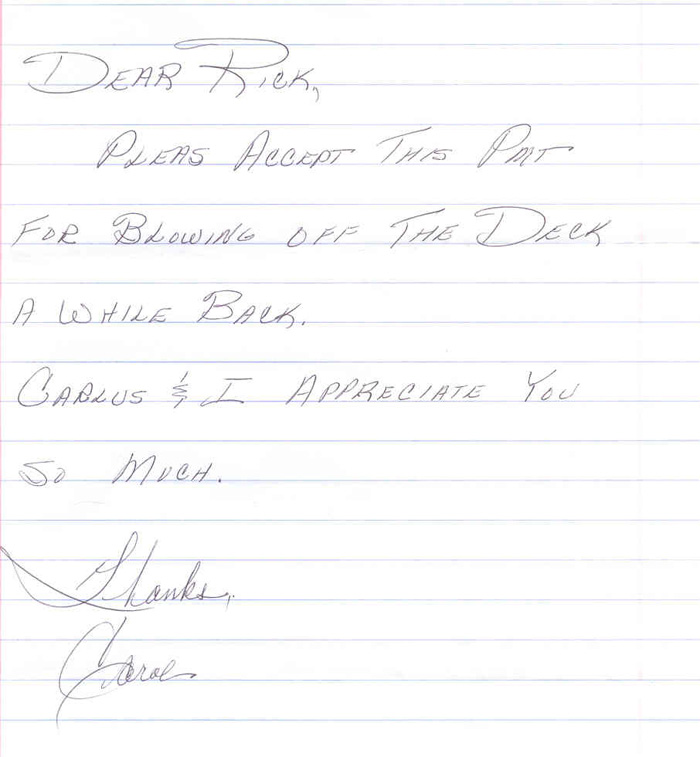 DEAR RICK,
PLEAS ACCEPT THIS PMT
FOR BLOWING OFF THE DECK
A WHILE BACK.
CARLUS & I APPRECIATE YOU
SO MUCH.
Thanks,
Carol